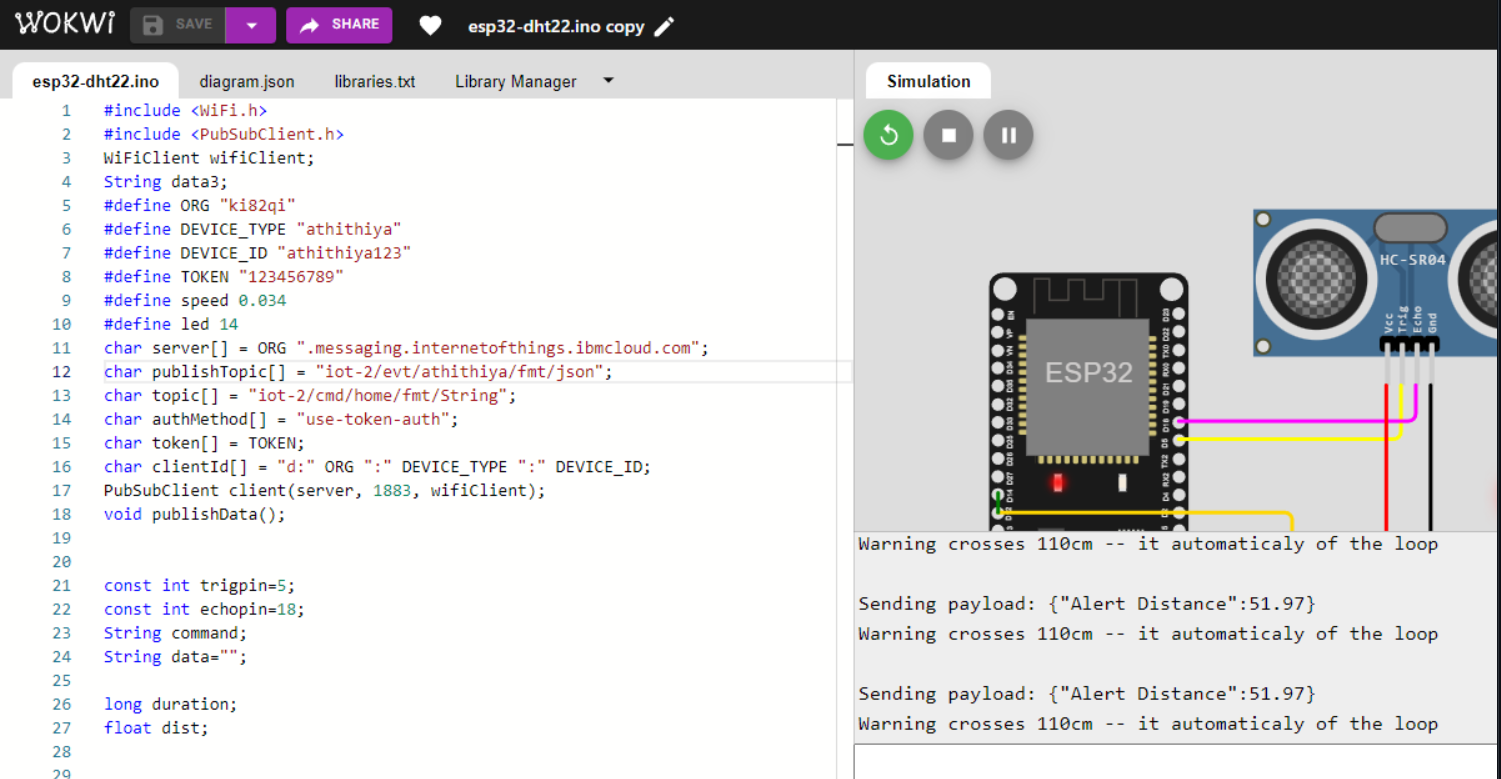 WOKWi SAVE SHARE esp32-dht22.ino copy
esp32-dht22.ino diagram.json libraries.txt Library Manager
1 #include <WiFi.h>
2 #include <PubSubClient.h>
3 WiFiClient wifiClient;
4 String data3;
5 #define ORG "ki82qi"
6 #define DEVICE_TYPE "athithiya"
7 #define DEVICE_ID "athithiya123"
8 #define TOKEN "123456789"
9 #define speed 0.034
10 #define led 14
11 char server[] = ORG ".messaging.internetofthings.ibmcloud.com";
12 char publishTopic[] = "iot-2/evt/athithiya/fmt/json";
13 char topic[] = "iot-2/cmd/home/fmt/String";
14 char authMethod[] = "use-token-auth";
15 char token[] = TOKEN;
16 char clientId[] = "d:" ORG ":" DEVICE_TYPE ":" DEVICE_ID;
17 PubSubClient client(server, 1883, wifiClient);
18 void publishData();
19
20
21 const int trigpin=5;
22 const int echopin=18;
23 String command;
24 String data="";
25
26 long duration;
27 float dist;
28
29
Simulation
HC-SR04
Vcc
Trig
Echo
Gnd
ESP32
EN
VP
VN
D34
D35
D32
D33
D25
D26
D27
D14
D23
D22
TX0
RX0
D21
D19
D18
D5
TX2
RX2
D4
Warning crosses 110cm -- it automaticaly of the loop
Sending payload: {"Alert Distance":51.97}
Warning crosses 110cm -- it automaticaly of the loop
Sending payload: {"Alert Distance":51.97}
Warning crosses 110cm -- it automaticaly of the loop